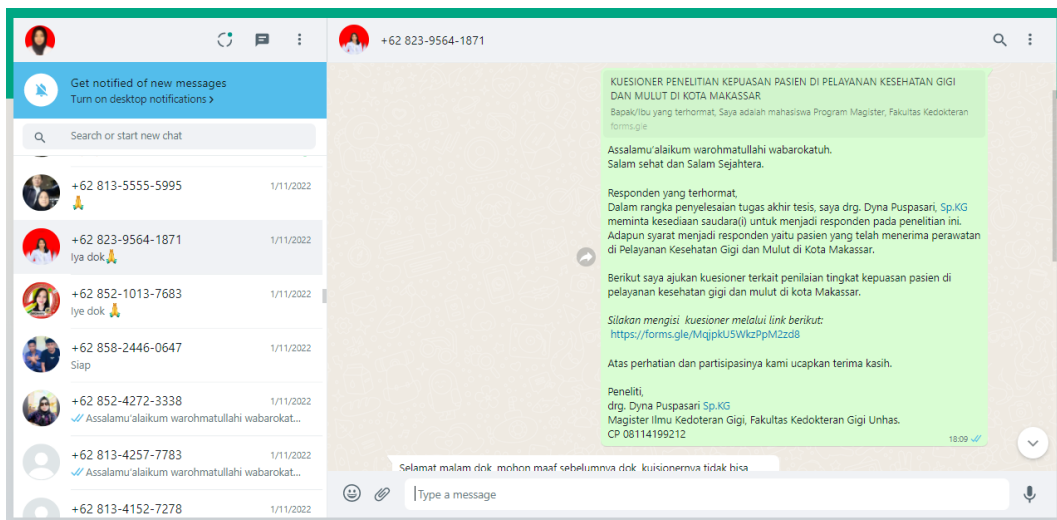 +62 823-9564-1871
Get notified of new messages
Turn on desktop notifications >
Search or start new chat
+62 813-5555-5995 1/11/2022
+62 823-9564-1871 1/11/2022
Iya dok🙏
+62 852-1013-7683 1/11/2022
Iye dok 🙏
+62 858-2446-0647 1/11/2022
Siap
+62 852-4272-3338 1/11/2022
Assalamu'alaikum warohmatullahi wabarokat...
+62 813-4257-7783 1/11/2022
Assalamu'alaikum warohmatullahi wabarokat...
+62 813-4152-7278 1/11/2022
KUESIONER PENELITIAN KEPUASAN PASIEN DI PELAYANAN KESEHATAN GIGI
DAN MULUT DI KOTA MAKASSAR
Bapak/Ibu yang terhormat, Saya adalah mahasiswa Program Magister, Fakultas Kedokteran
forms.gle
Assalamu'alaikum warohmatullahi wabarokatuh.
Salam sehat dan Salam Sejahtera.
Responden yang terhormat,
Dalam rangka penyelesaian tugas akhir tesis, saya drg. Dyna Puspasari, Sp.KG
meminta kesediaan saudara(i) untuk menjadi responden pada penelitian ini.
Adapun syarat menjadi responden yaitu pasien yang telah menerima perawatan
di Pelayanan Kesehatan Gigi dan Mulut di Kota Makassar.
Berikut saya ajukan kuesioner terkait penilaian tingkat kepuasan pasien di
pelayanan kesehatan gigi dan mulut di kota Makassar.
Silakan mengisi kuesioner melalui link berikut:
https://forms.gle/MqjpkU5WkzPpM2zd8
Atas perhatian dan partisipasinya kami ucapkan terima kasih.
Peneliti,
drg. Dyna Puspasari Sp.KG
Magister Ilmu Kedoteran Gigi, Fakultas Kedokteran Gigi Unhas.
CP 08114199212
18:09
Selamat malam dok, mohon maaf sebelumnya dok, kuisionernya tidak bisa
Type a message